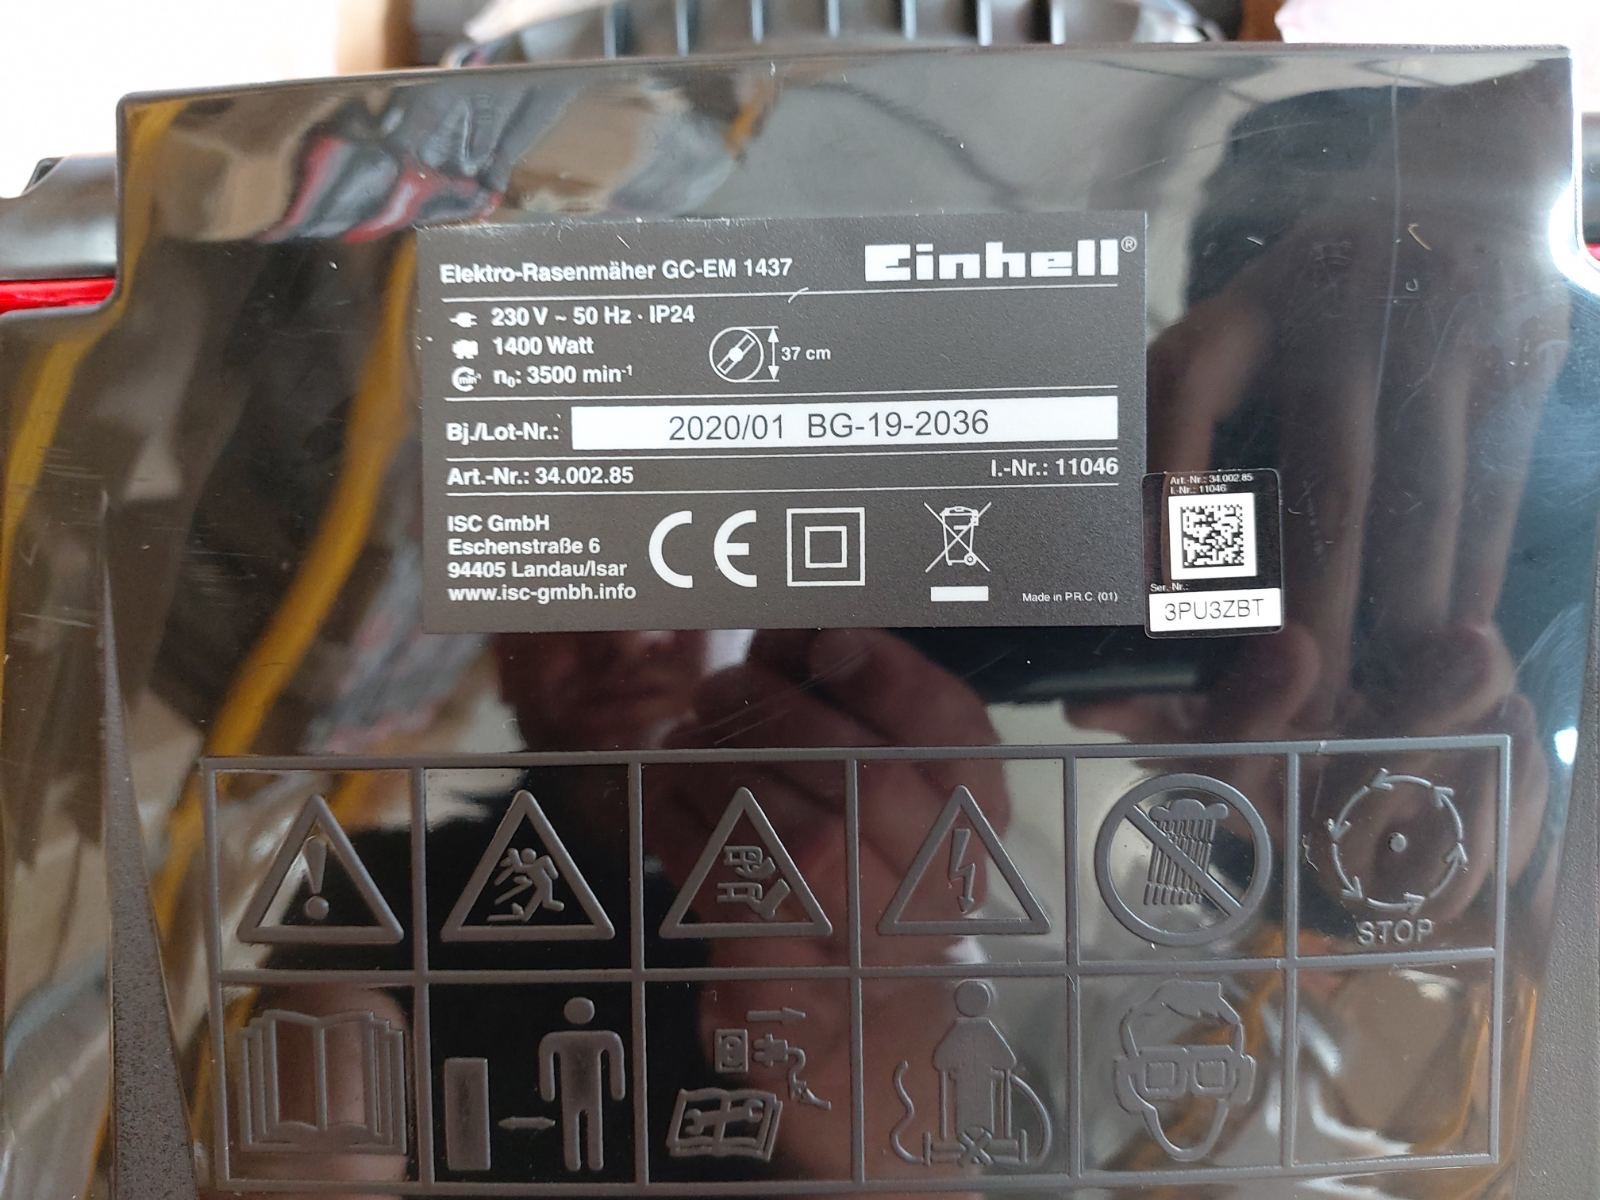 Elektro-Rasenmäher GC-EM 1437
Einhell®
230 V ~ 50 Hz · IP24
1400 Watt
37 cm
min⁻¹ n₀: 3500 min⁻¹
Bj./Lot-Nr.: 2020/01 BG-19-2036
Art.-Nr.: 34.002.85
I.-Nr.: 11046
ISC GmbH
Eschenstraße 6
94405 Landau/Isar
www.isc-gmbh.info
CE
Made in P.R.C. (01)
Art.-Nr.: 34.002.85
I.-Nr.: 11046
Ser.-Nr.:
3PU3ZBT
STOP